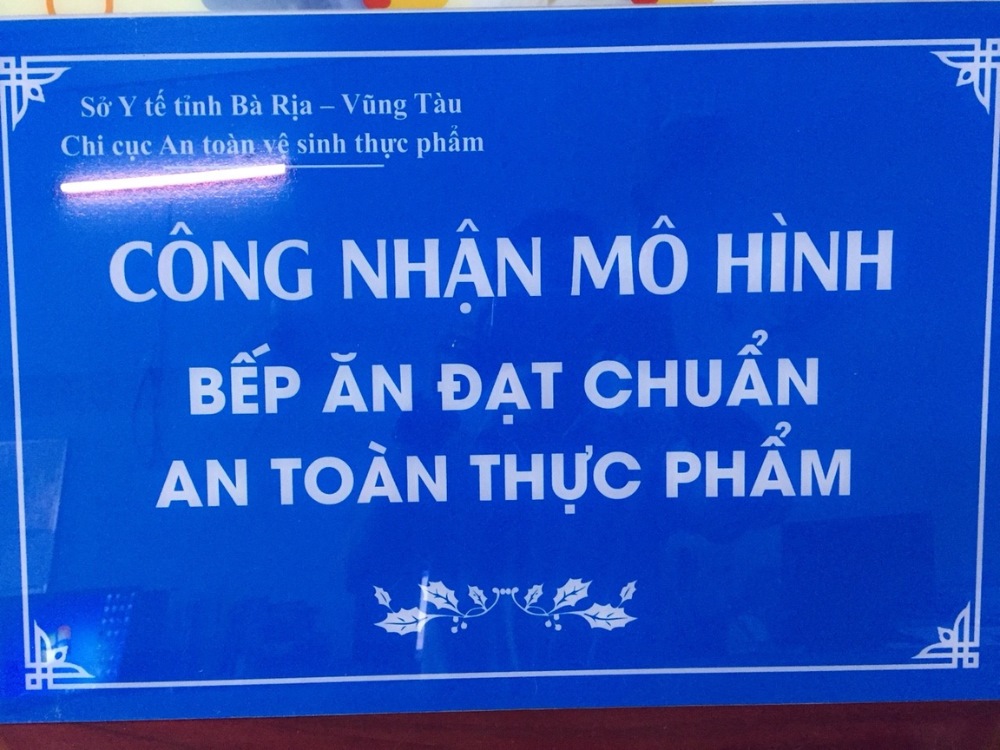 Sở Y tế tỉnh Bà Rịa – Vũng Tàu
Chi cục An toàn vệ sinh thực phẩm
CÔNG NHẬN MÔ HÌNH
BẾP ĂN ĐẠT CHUẨN
AN TOÀN THỰC PHẨM